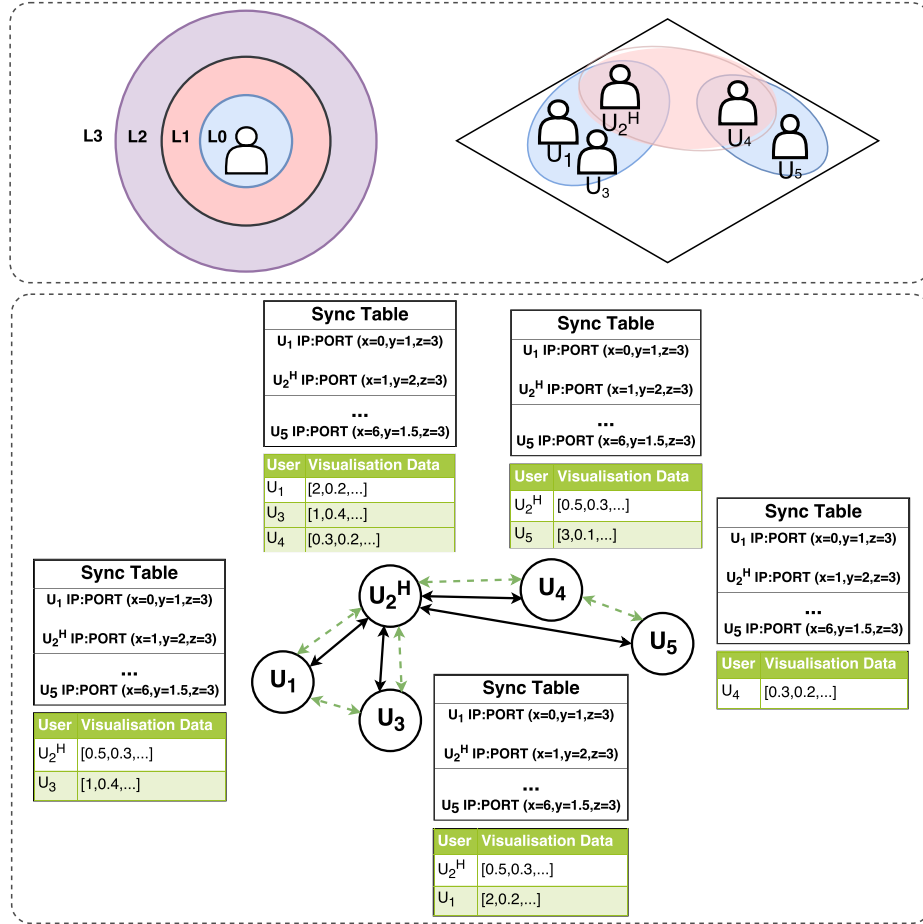 L3 L2 L1 L0
U2H
U1
U4
U3
U5
Sync Table
U1 IP:PORT (x=0,y=1,z=3)
U2H IP:PORT (x=1,y=2,z=3)
...
U5 IP:PORT (x=6,y=1.5,z=3)
User Visualisation Data
U1 [2,0.2,...]
U3 [1,0.4,...]
U4 [0.3,0.2,...]
Sync Table
U1 IP:PORT (x=0,y=1,z=3)
U2H IP:PORT (x=1,y=2,z=3)
...
U5 IP:PORT (x=6,y=1.5,z=3)
User Visualisation Data
U2H [0.5,0.3,...]
U5 [3,0.1,...]
Sync Table
U1 IP:PORT (x=0,y=1,z=3)
U2H IP:PORT (x=1,y=2,z=3)
...
U5 IP:PORT (x=6,y=1.5,z=3)
User Visualisation Data
U4 [0.3,0.2,...]
Sync Table
U1 IP:PORT (x=0,y=1,z=3)
U2H IP:PORT (x=1,y=2,z=3)
...
U5 IP:PORT (x=6,y=1.5,z=3)
User Visualisation Data
U2H [0.5,0.3,...]
U3 [1,0.4,...]
U2H
U4
U5
U1
U3
Sync Table
U1 IP:PORT (x=0,y=1,z=3)
U2H IP:PORT (x=1,y=2,z=3)
...
U5 IP:PORT (x=6,y=1.5,z=3)
User Visualisation Data
U2H [0.5,0.3,...]
U1 [2,0.2,...]